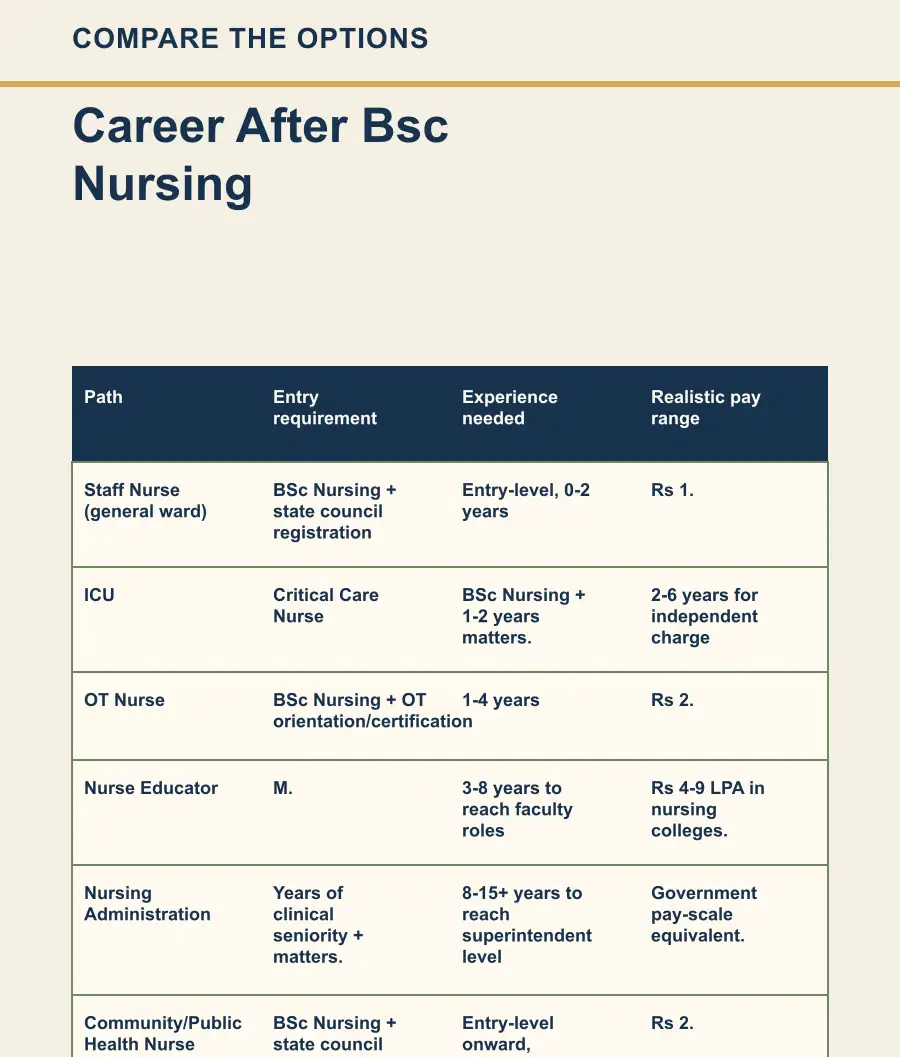 COMPARE THE OPTIONS
Career After Bsc
Nursing
Path
Entry
requirement
Experience
needed
Realistic pay
range
Staff Nurse
(general ward)
BSc Nursing +
state council
registration
Entry-level, 0-2
years
Rs 1.
ICU
Critical Care
Nurse
BSc Nursing +
1-2 years
matters.
2-6 years for
independent
charge
OT Nurse
BSc Nursing + OT
orientation/certification
1-4 years
Rs 2.
Nurse Educator
M.
3-8 years to
reach faculty
roles
Rs 4-9 LPA in
nursing
colleges.
Nursing
Administration
Years of
clinical
seniority +
matters.
8-15+ years to
reach
superintendent
level
Government
pay-scale
equivalent.
Community/Public
Health Nurse
BSc Nursing +
state council
Entry-level
onward,
Rs 2.